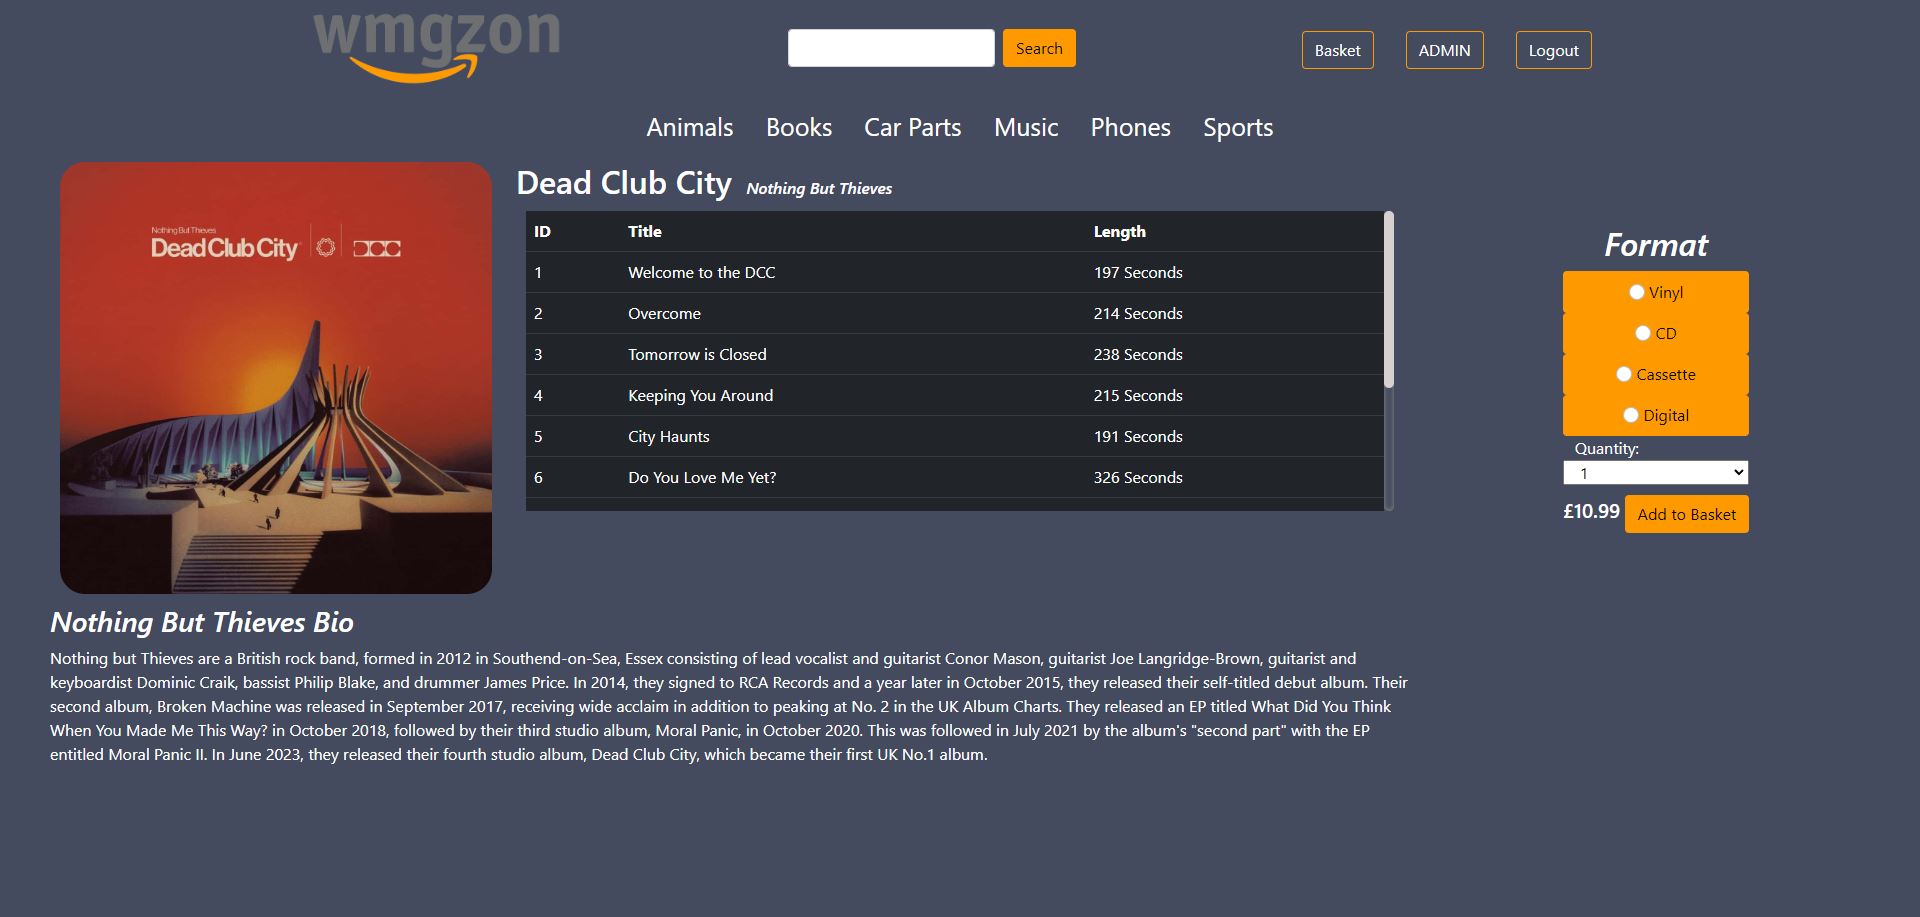 wmgzon
Search
Basket
ADMIN
Logout
Animals
Books
Car Parts
Music
Phones
Sports
Nothing But Thieves
Dead Club City
Dead Club City Nothing But Thieves
ID Title Length
1 Welcome to the DCC 197 Seconds
2 Overcome 214 Seconds
3 Tomorrow is Closed 238 Seconds
4 Keeping You Around 215 Seconds
5 City Haunts 191 Seconds
6 Do You Love Me Yet? 326 Seconds
Format
Vinyl
CD
Cassette
Digital
Quantity:
1
£10.99 Add to Basket
Nothing But Thieves Bio
Nothing but Thieves are a British rock band, formed in 2012 in Southend-on-Sea, Essex consisting of lead vocalist and guitarist Conor Mason, guitarist Joe Langridge-Brown, guitarist and
keyboardist Dominic Craik, bassist Philip Blake, and drummer James Price. In 2014, they signed to RCA Records and a year later in October 2015, they released their self-titled debut album. Their
second album, Broken Machine was released in September 2017, receiving wide acclaim in addition to peaking at No. 2 in the UK Album Charts. They released an EP titled What Did You Think
When You Made Me This Way? in October 2018, followed by their third studio album, Moral Panic, in October 2020. This was followed in July 2021 by the album's "second part" with the EP
entitled Moral Panic II. In June 2023, they released their fourth studio album, Dead Club City, which became their first UK No.1 album.